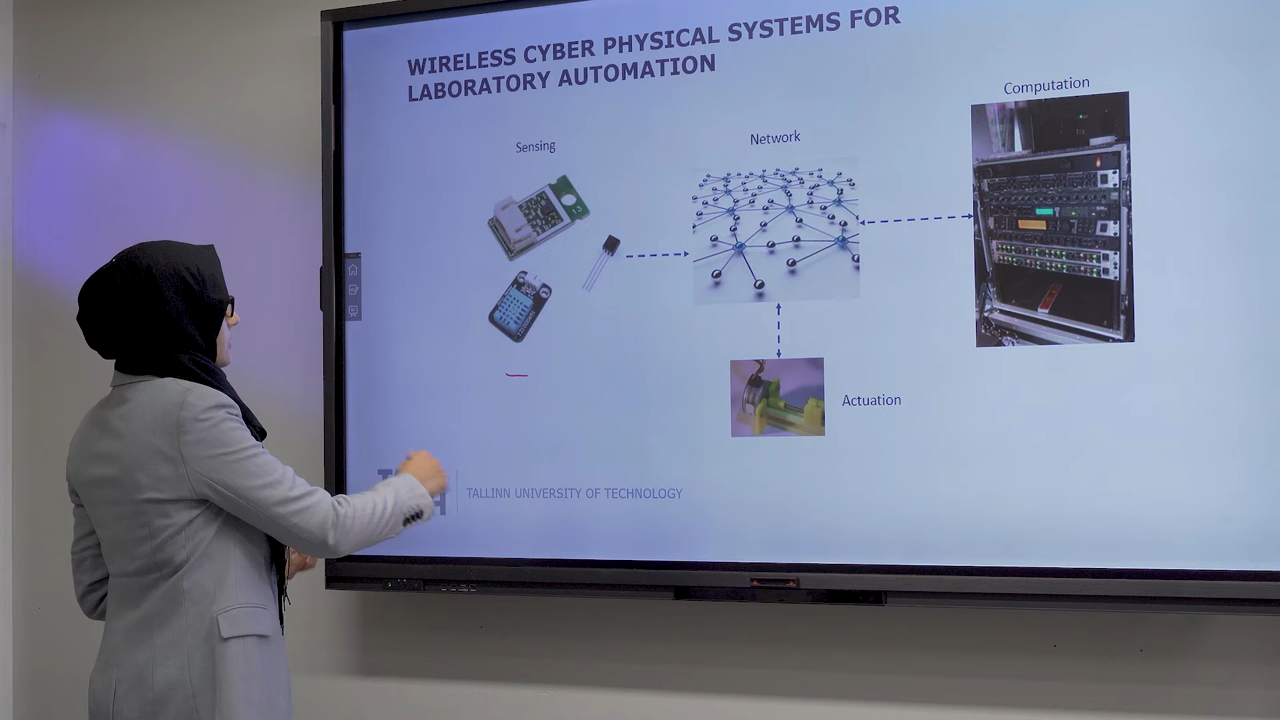 WIRELESS CYBER PHYSICAL SYSTEMS FOR
LABORATORY AUTOMATION
Computation
Sensing
Network
Actuation
TALLINN UNIVERSITY OF TECHNOLOGY